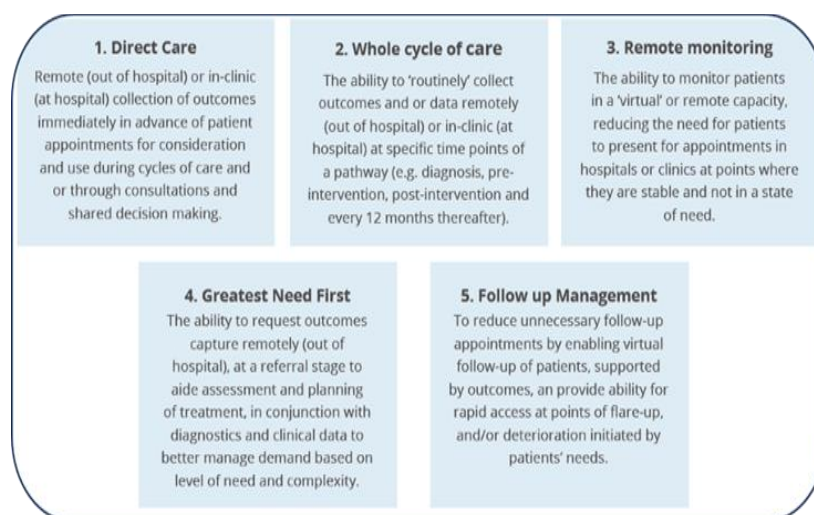 1. Direct Care
Remote (out of hospital) or in-clinic
(at hospital) collection of outcomes
immediately in advance of patient
appointments for consideration
and use during cycles of care and
or through consultations and
shared decision making.
2. Whole cycle of care
The ability to 'routinely' collect
outcomes and or data remotely
(out of hospital) or in-clinic (at
hospital) at specific time points of
a pathway (e.g. diagnosis, pre-
intervention, post-intervention and
every 12 months thereafter).
3. Remote monitoring
The ability to monitor patients
in a 'virtual' or remote capacity,
reducing the need for patients
to present for appointments in
hospitals or clinics at points where
they are stable and not in a state
of need.
4. Greatest Need First
The ability to request outcomes
capture remotely (out of
hospital), at a referral stage to
aide assessment and planning
of treatment, in conjunction with
diagnostics and clinical data to
better manage demand based on
level of need and complexity.
5. Follow up Management
To reduce unnecessary follow-up
appointments by enabling virtual
follow-up of patients, supported
by outcomes, an provide ability for
rapid access at points of flare-up,
and/or deterioration initiated by
patients' needs.